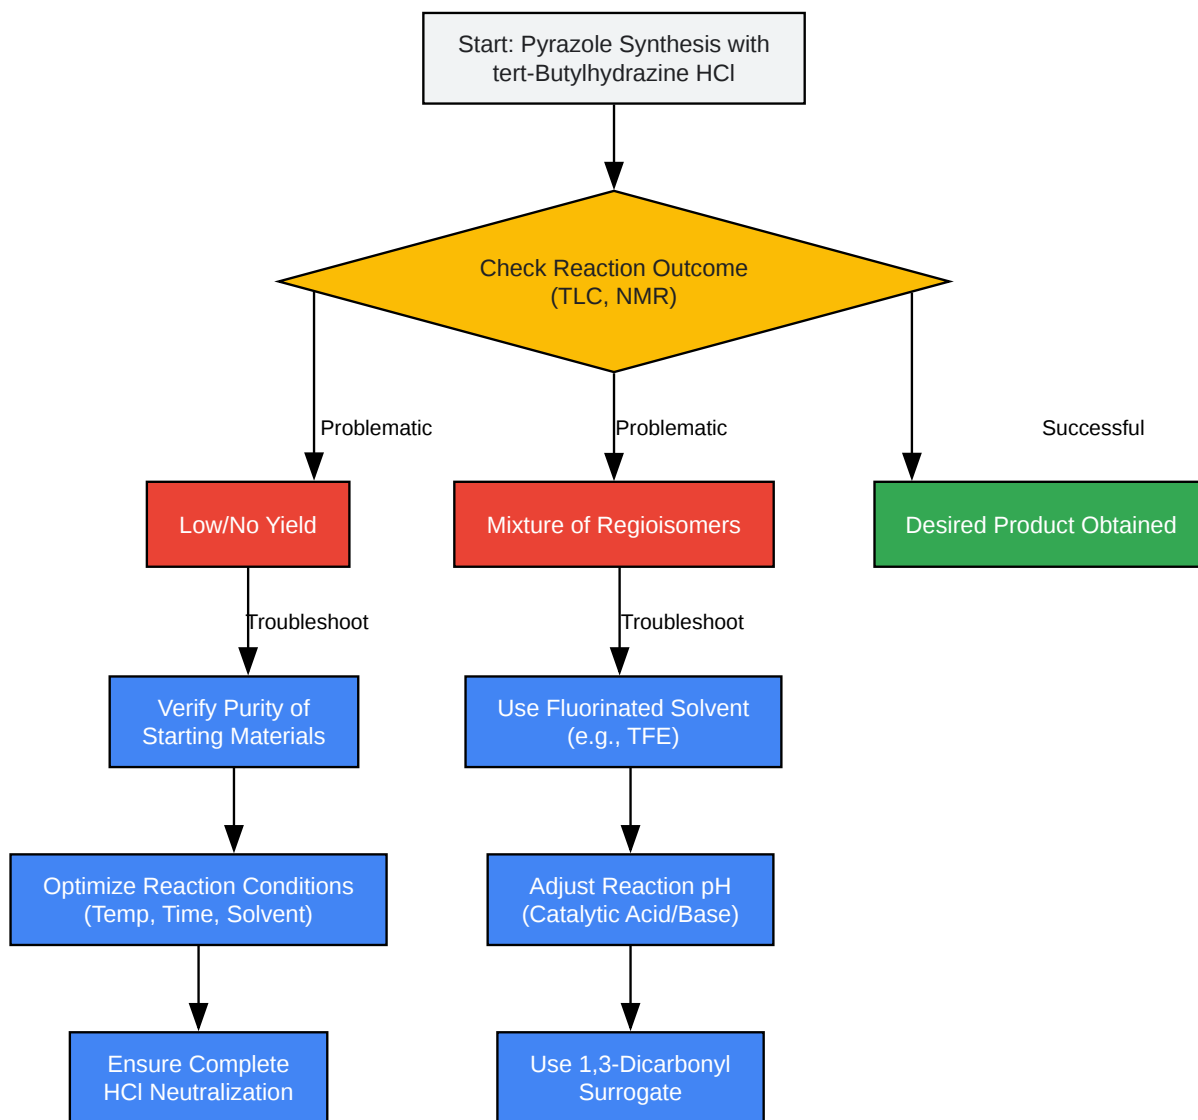 Start: Pyrazole Synthesis with
tert-Butylhydrazine HCl
Check Reaction Outcome
(TLC, NMR)
Problematic
Problematic
Successful
Low/No Yield
Mixture of Regioisomers
Desired Product Obtained
Troubleshoot
Troubleshoot
Verify Purity of
Starting Materials
Use Fluorinated Solvent
(e.g., TFE)
Optimize Reaction Conditions
(Temp, Time, Solvent)
Adjust Reaction pH
(Catalytic Acid/Base)
Ensure Complete
HCl Neutralization
Use 1,3-Dicarbonyl
Surrogate